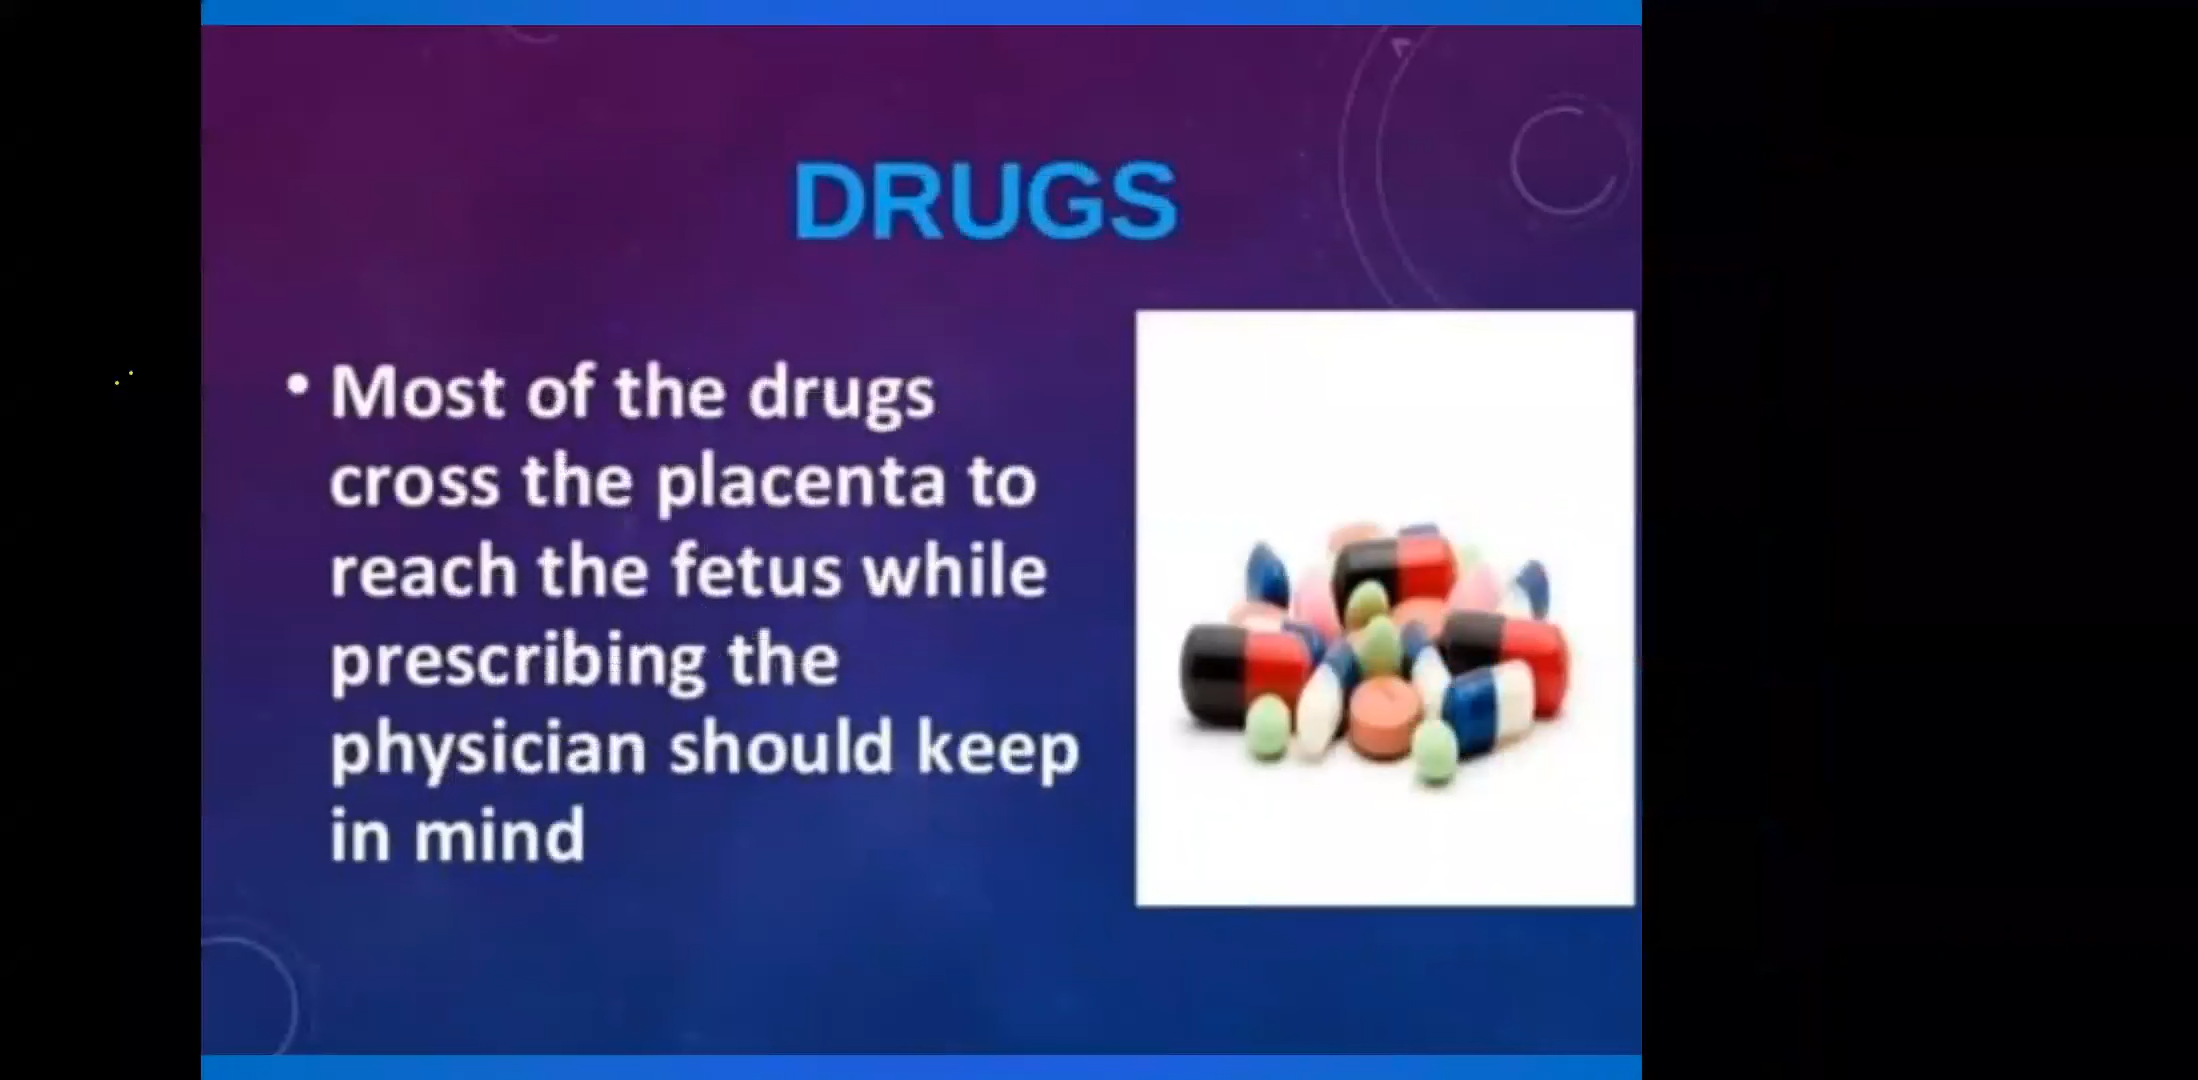 DRUGS
• Most of the drugs
cross the placenta to
reach the fetus while
prescribing the
physician should keep
in mind